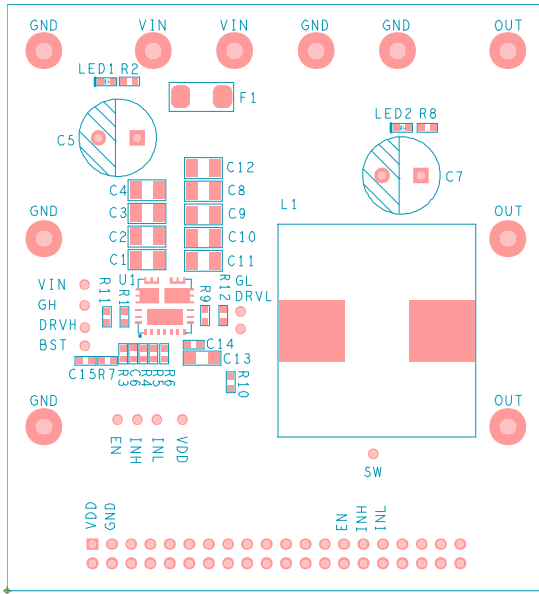 GND VIN VIN GND GND OUT
LED1 R2
F1
LED2 R8
C5
C12
C7
C4 C8
C3 C9
L1
GND OUT
C2 C10
C1 C11
VIN U1 GL
R11 R1 R9 R12 DRVL
GH
DRVH
BST
C14
C15 R7 R3 C6 R4 R5 R6 C13
R10
GND OUT
EN INH INL VDD
SW
VDD GND EN INH INL